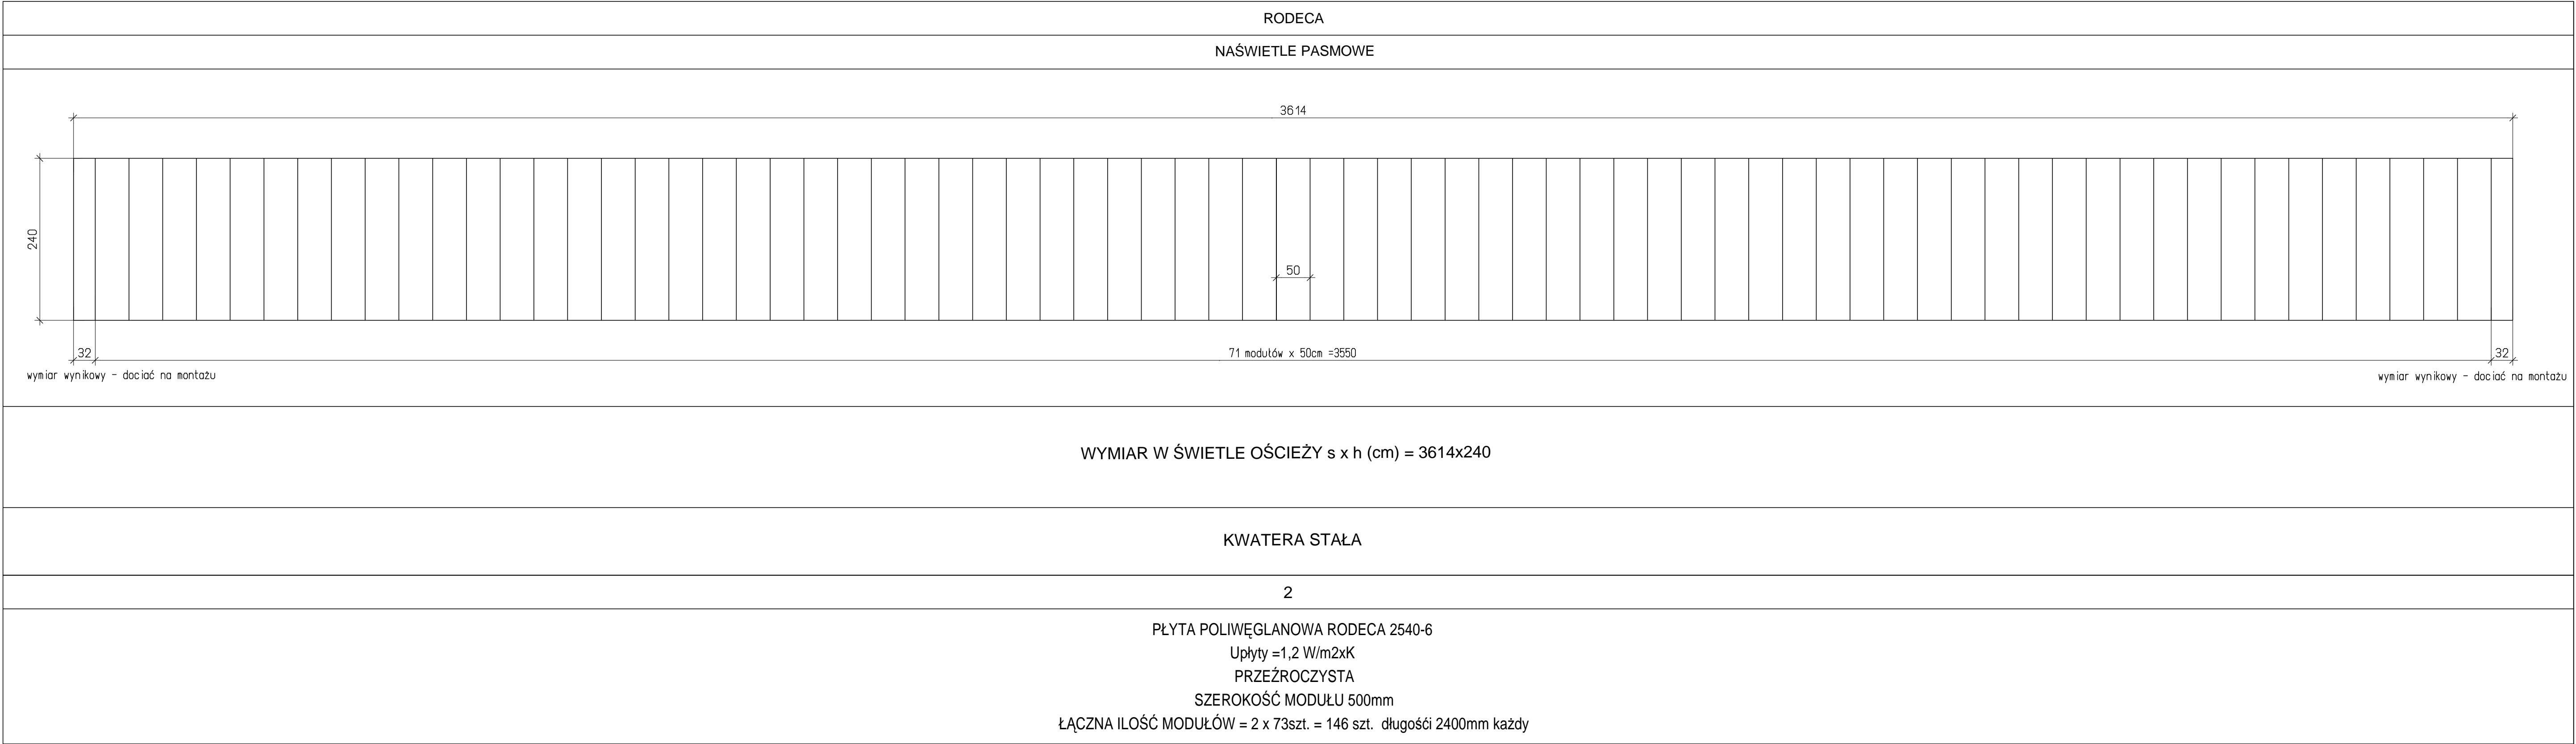 RODECA
NAŚWIETLE PASMOWE
3614
240
50
32
71 modułów x 50cm =3550
32
wymiar wynikowy - dociać na montażu
wymiar wynikowy - dociać na montażu
WYMIAR W ŚWIETLE OŚCIEŻY s x h (cm) = 3614x240
KWATERA STAŁA
2
PŁYTA POLIWĘGLANOWA RODECA 2540-6
Upłyty =1,2 W/m2xK
PRZEŹROCZYSTA
SZEROKOŚĆ MODUŁU 500mm
ŁĄCZNA ILOŚĆ MODUŁÓW = 2 x 73szt. = 146 szt. długośći 2400mm każdy